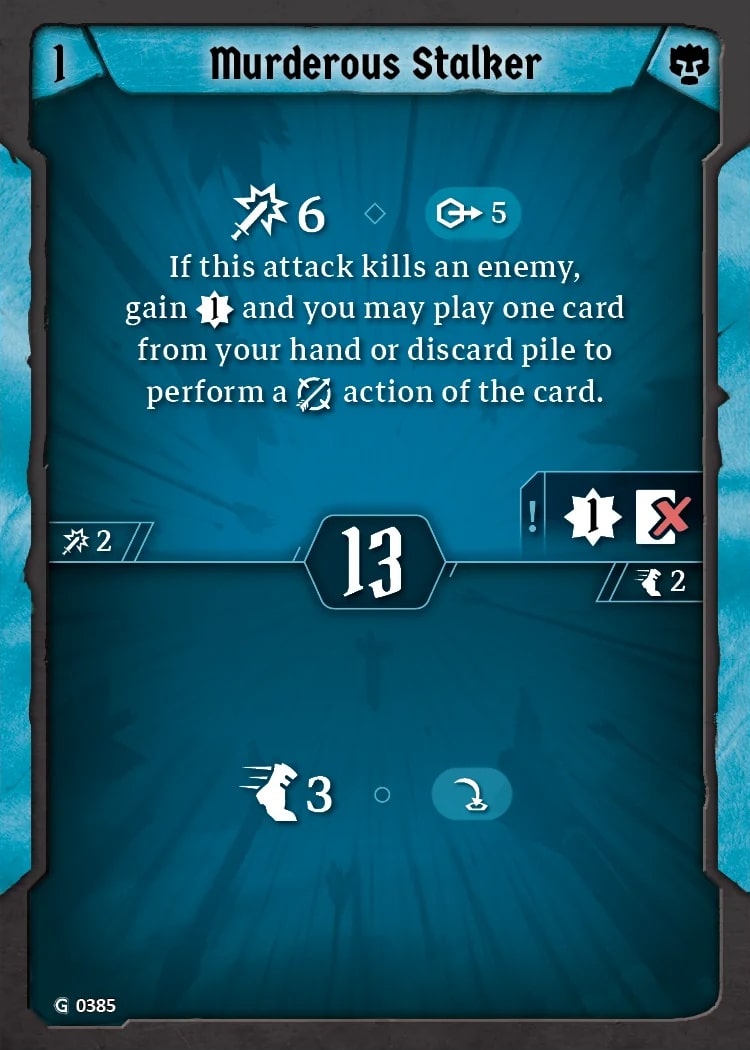 1
Murderous Stalker
6
5
If this attack kills an enemy,
gain 1 and you may play one card
from your hand or discard pile to
perform a action of the card.
! 1
2
13
2
3
G 0385